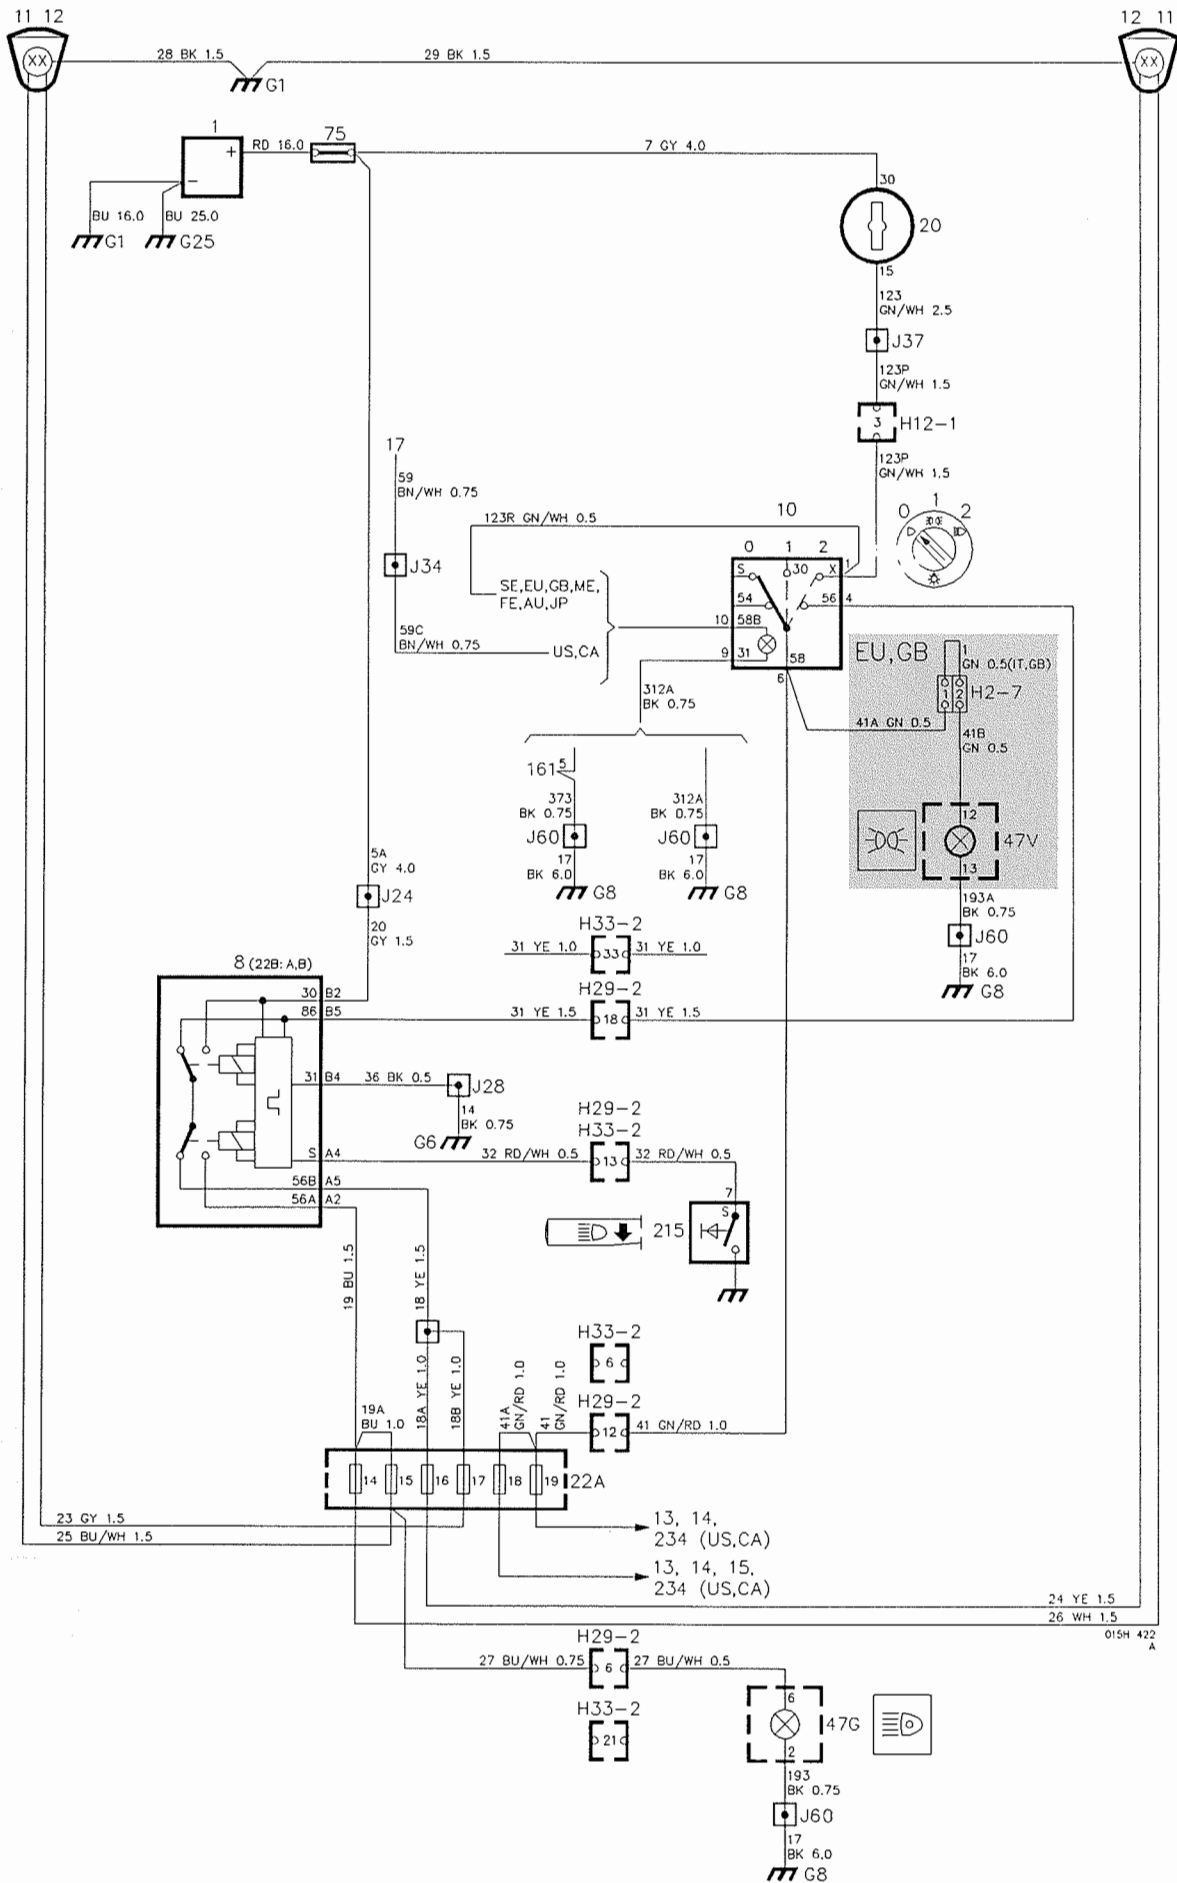 11 12
12 11
XX
XX
28 BK 1.5
29 BK 1.5
G1
1
75
RD 16.0
7 GY 4.0
+
−
30
BU 16.0
BU 25.0
G1
G25
20
15
123
GN/WH 2.5
J37
123P
GN/WH 1.5
3
H12-1
17
123P
GN/WH 1.5
59
BN/WH 0.75
10
0 1 2
123R GN/WH 0.5
0 1 2
J34
S
30
X
1
SE,EU,GB,ME,
FE,AU,JP
54
56
4
10
58B
59C
BN/WH 0.75
US,CA
9
31
58
6
EU,GB
1
GN 0.5(IT,GB)
1
2
H2-7
312A
BK 0.75
41A GN 0.5
41B
GN 0.5
161
5
373
BK 0.75
312A
BK 0.75
12
J60
J60
47V
5A
GY 4.0
17
BK 6.0
17
BK 6.0
13
J24
G8
G8
193A
BK 0.75
20
GY 1.5
H33-2
J60
31 YE 1.0
33
31 YE 1.0
17
BK 6.0
8 (22B: A,B)
H29-2
G8
30
B2
86
B5
31 YE 1.5
18
31 YE 1.5
31
B4
36 BK 0.5
J28
14
BK 0.75
H29-2
H33-2
G6
S
A4
32 RD/WH 0.5
13
32 RD/WH 0.5
56B
A5
56A
A2
7
S
215
19 BU 1.5
18 YE 1.5
H33-2
6
18A YE 1.0
18B YE 1.0
41A
GN/RD 1.0
41
GN/RD 1.0
H29-2
19A
BU 1.0
12
41 GN/RD 1.0
14
15
16
17
18
19
22A
23 GY 1.5
25 BU/WH 1.5
13, 14,
234 (US,CA)
13, 14, 15,
234 (US,CA)
24 YE 1.5
26 WH 1.5
015H 422
A
H29-2
27 BU/WH 0.75
6
27 BU/WH 0.5
H33-2
21
6
47G
2
193
BK 0.75
J60
17
BK 6.0
G8